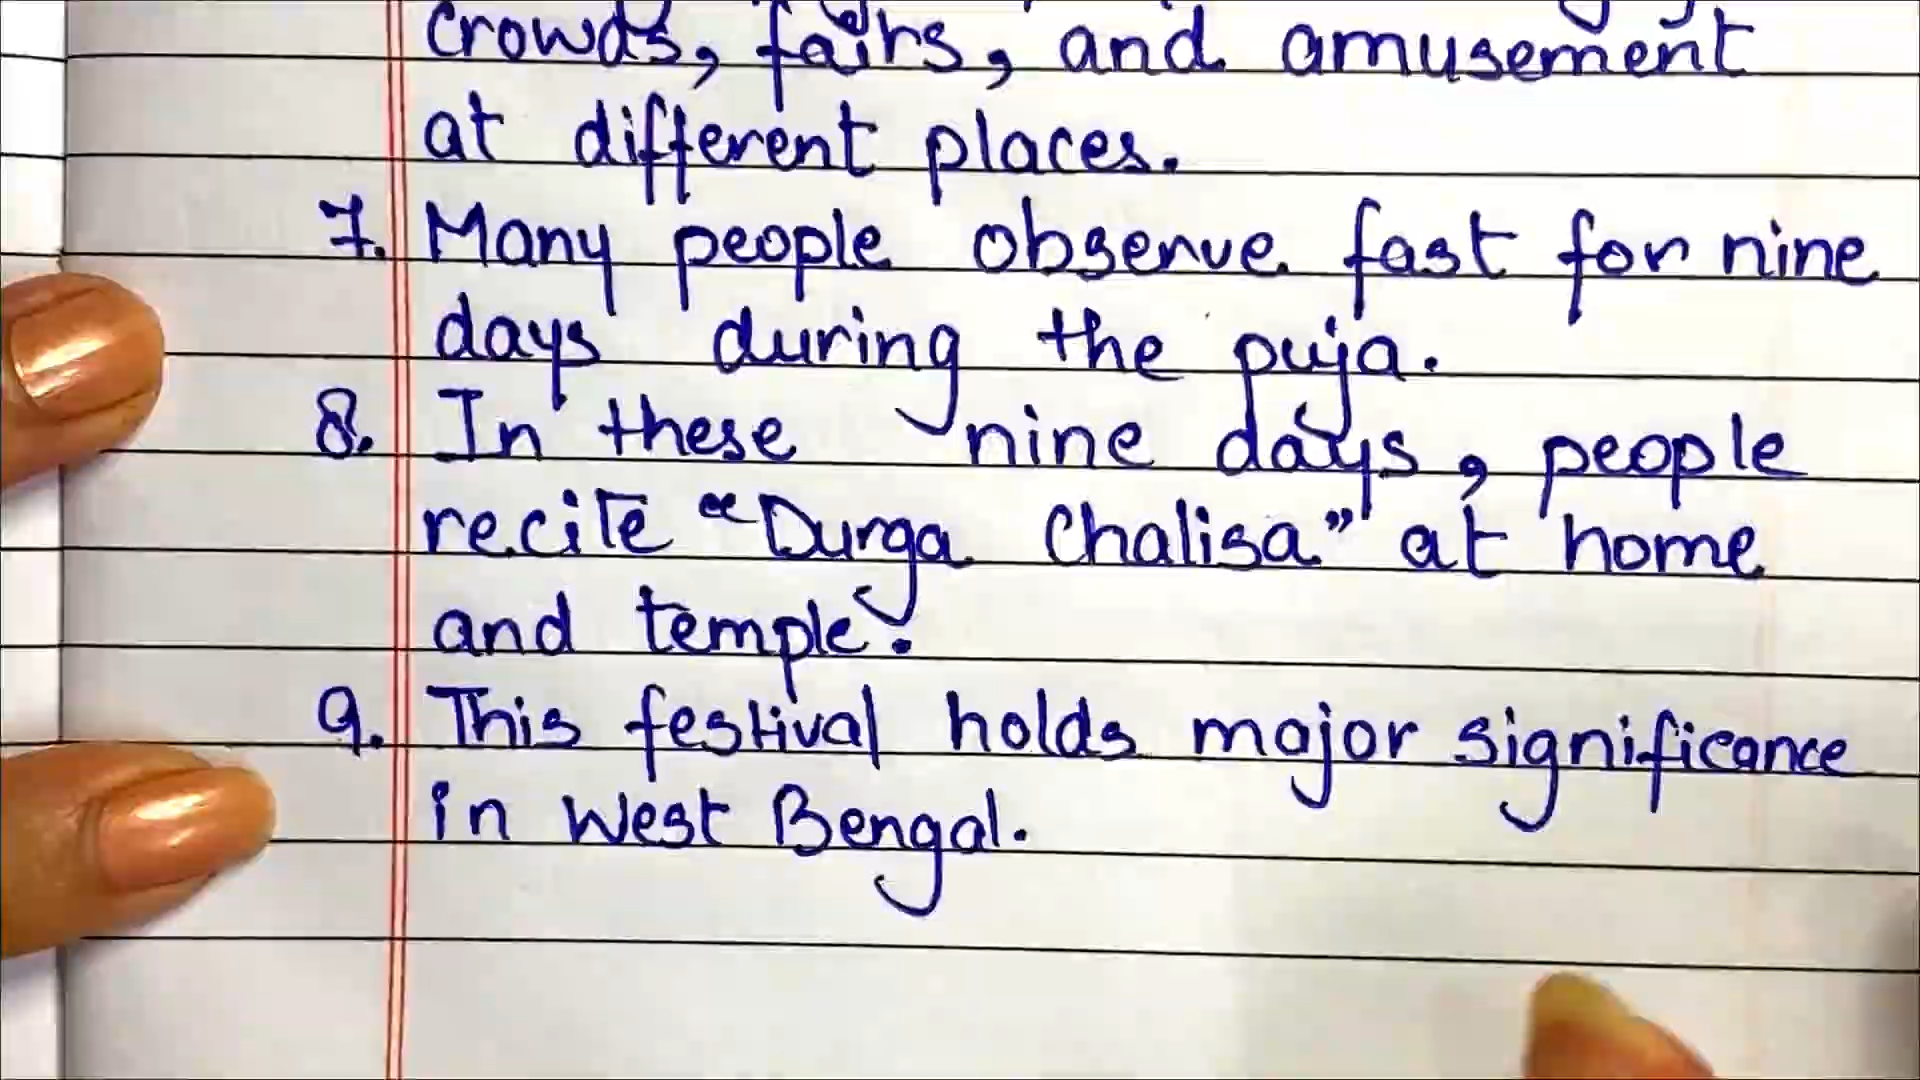 crowds, fairs, and amusement
at different places.
7. Many people observe fast for nine
days during the puja.
8. In these nine days, people
recite “Durga Chalisa” at home
and temple.
9. This festival holds major significance
in West Bengal.